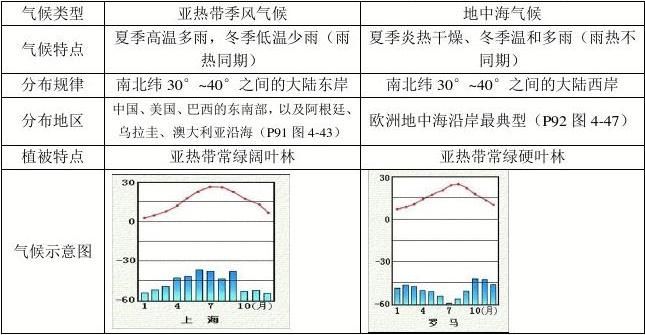 气候类型 亚热带季风气候 地中海气候
气候特点 夏季高温多雨，冬季低温少雨（雨热同期） 夏季炎热干燥、冬季温和多雨（雨热不同期）
分布规律 南北纬 30°~40°之间的大陆东岸 南北纬 30°~40°之间的大陆西岸
分布地区 中国、美国、巴西的东南部，以及阿根廷、乌拉圭、澳大利亚沿海（P91 图 4-43） 欧洲地中海沿岸最典型（P92 图 4-47）
植被特点 亚热带常绿阔叶林 亚热带常绿硬叶林
气候示意图
30
0
-30
-60
1 4 7 10(月)
上 海
30
0
-30
-60
1 4 7 10(月)
罗 马